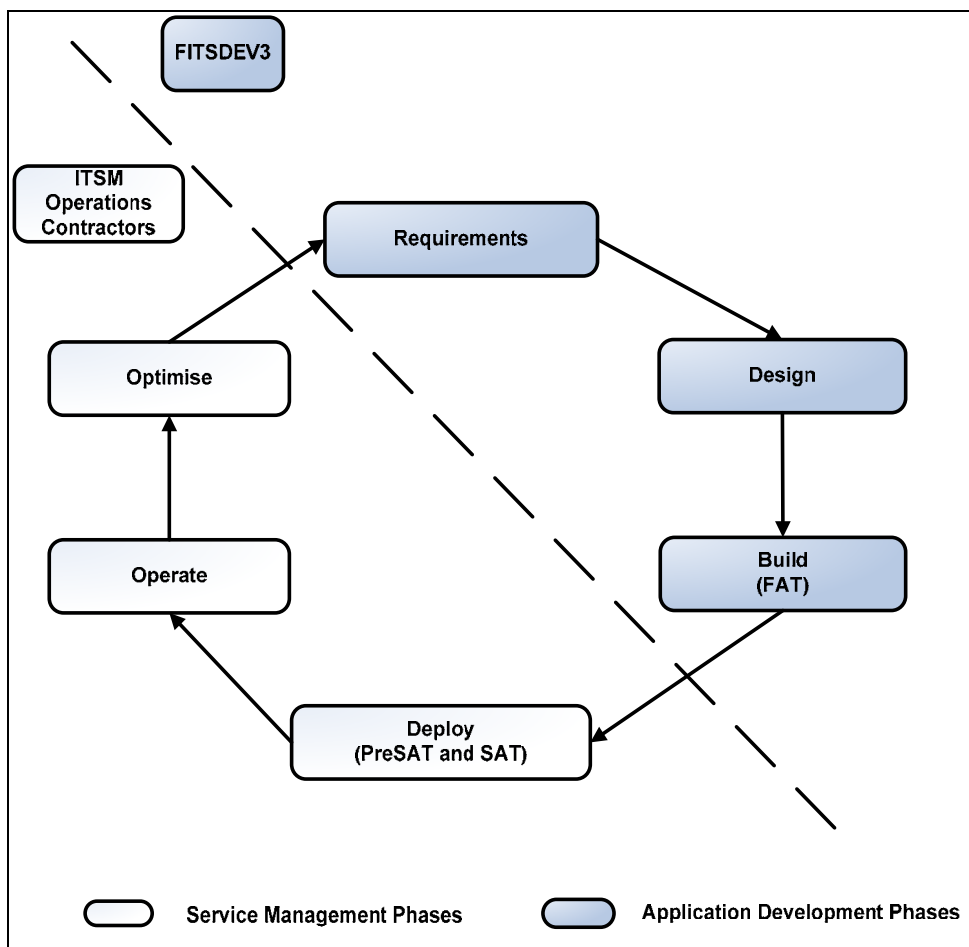 FITSDEV3
ITSM
Operations
Contractors
Requirements
Optimise
Design
Operate
Build
(FAT)
Deploy
(PreSAT and SAT)
Service Management Phases
Application Development Phases